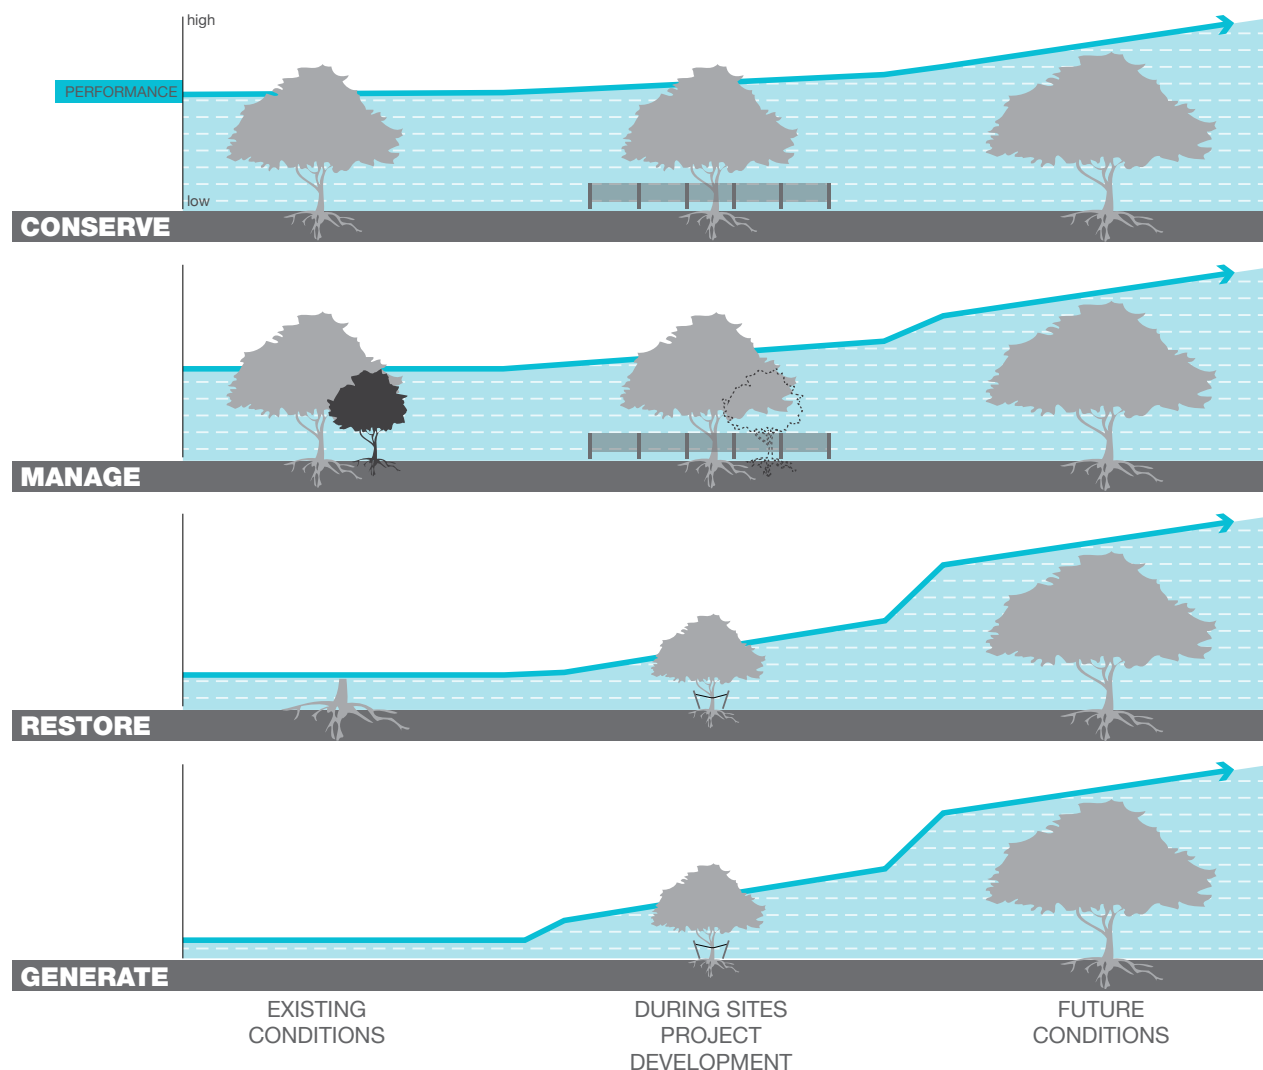 high
PERFORMANCE
low
CONSERVE
MANAGE
RESTORE
GENERATE
EXISTING
CONDITIONS
DURING SITES
PROJECT
DEVELOPMENT
FUTURE
CONDITIONS